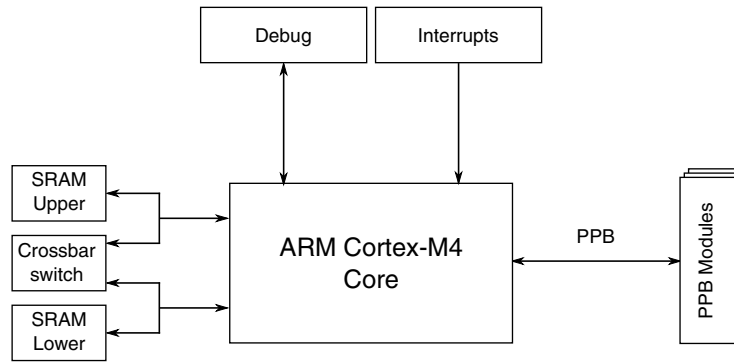 Debug
Interrupts
SRAM
Upper
Crossbar
switch
SRAM
Lower
ARM Cortex-M4
Core
PPB
PPB Modules